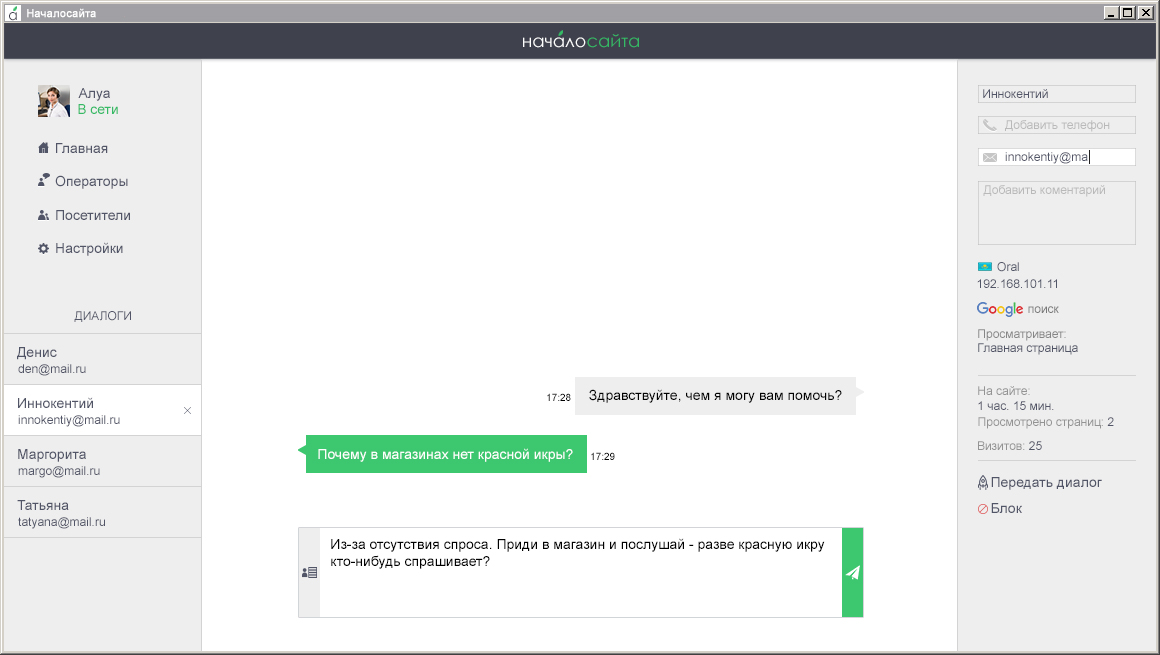 Началосайта
началосайта
Алуа
В сети
Главная
Операторы
Посетители
Настройки
ДИАЛОГИ
Денис
den@mail.ru
Иннокентий
innokentiy@mail.ru
Маргорита
margo@mail.ru
Татьяна
tatyana@mail.ru
17:28
Здравствуйте, чем я могу вам помочь?
Почему в магазинах нет красной икры?
17:29
Из-за отсутствия спроса. Приди в магазин и послушай - разве красную икру
кто-нибудь спрашивает?
Иннокентий
Добавить телефон
innokentiy@ma
Добавить коментарий
Oral
192.168.101.11
Google поиск
Просматривает:
Главная страница
На сайте:
1 час. 15 мин.
Просмотрено страниц: 2
Визитов: 25
Передать диалог
Блок